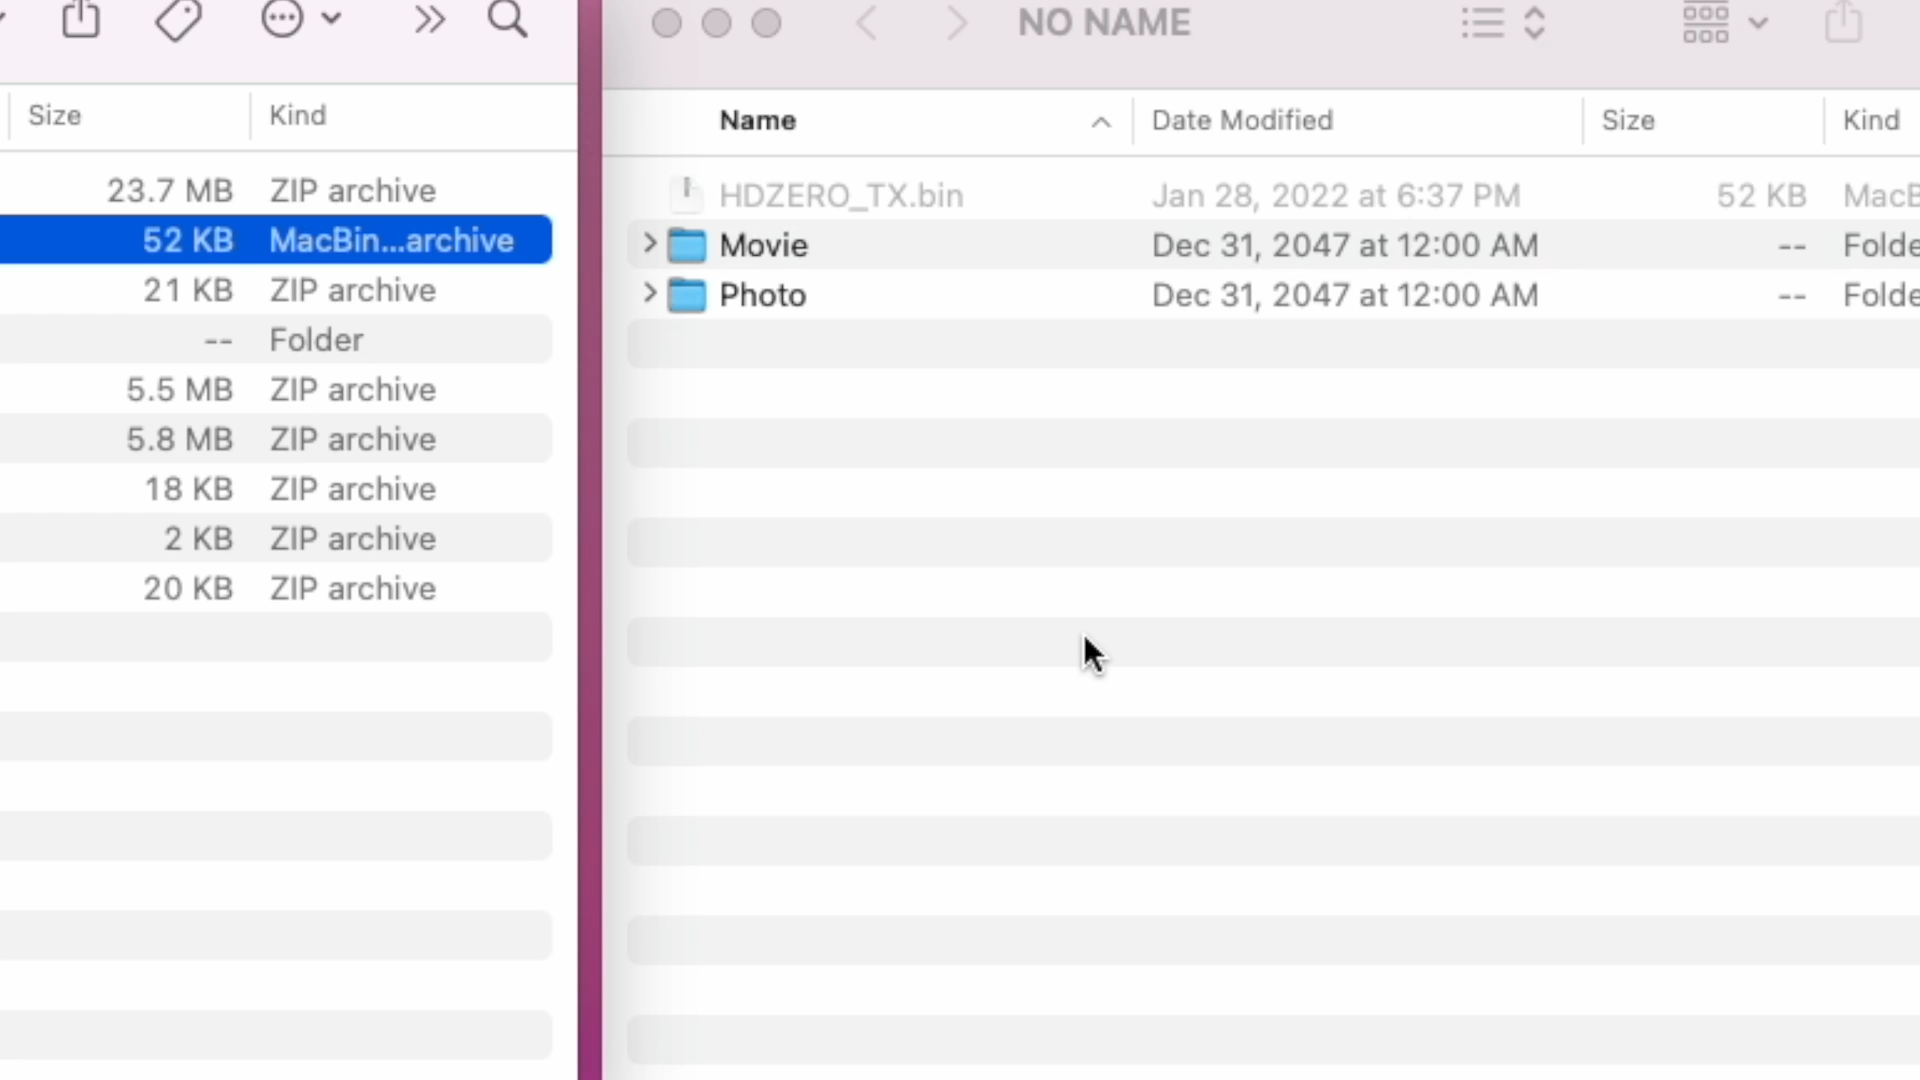 NO NAME
Size Kind
23.7 MB ZIP archive
52 KB MacBin...archive
21 KB ZIP archive
-- Folder
5.5 MB ZIP archive
5.8 MB ZIP archive
18 KB ZIP archive
2 KB ZIP archive
20 KB ZIP archive
Name Date Modified Size Kind
HDZERO_TX.bin Jan 28, 2022 at 6:37 PM 52 KB MacB
Movie Dec 31, 2047 at 12:00 AM -- Folde
Photo Dec 31, 2047 at 12:00 AM -- Folde